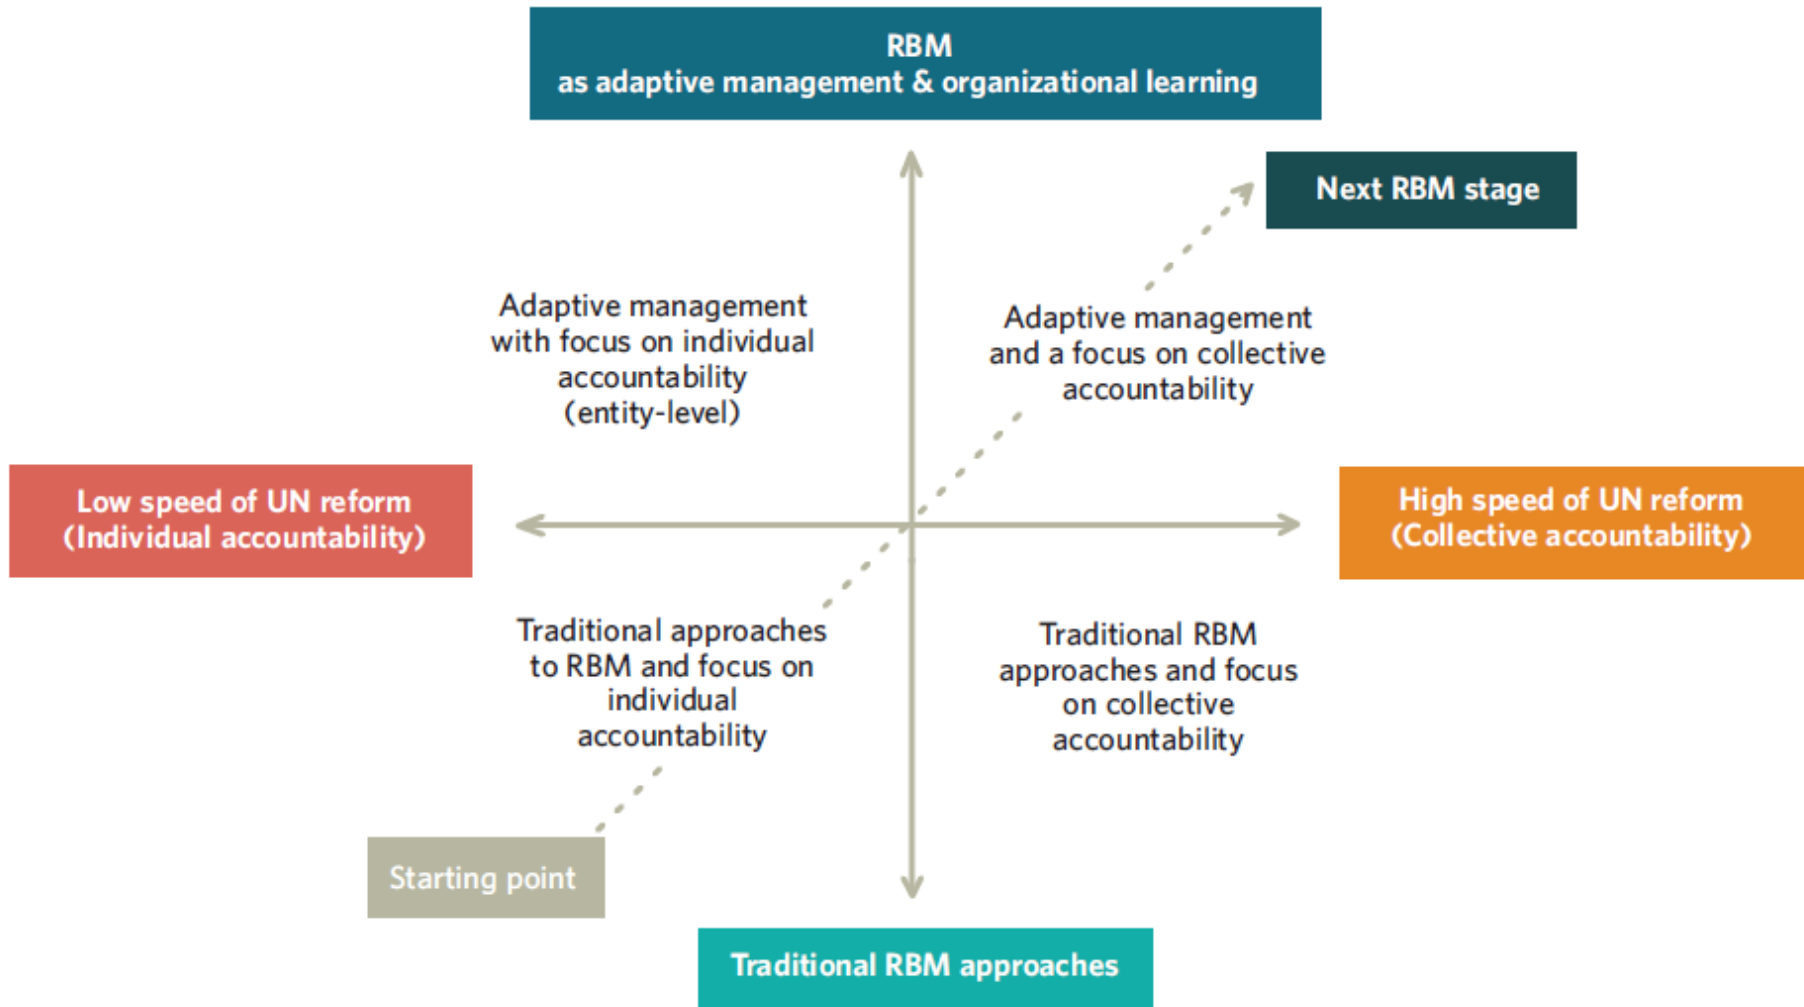 RBM
as adaptive management & organizational learning
Next RBM stage
Adaptive management
with focus on individual
accountability
(entity-level)
Adaptive management
and a focus on collective
accountability
Low speed of UN reform
(Individual accountability)
High speed of UN reform
(Collective accountability)
Traditional approaches
to RBM and focus on
individual
accountability
Traditional RBM
approaches and focus
on collective
accountability
Starting point
Traditional RBM approaches